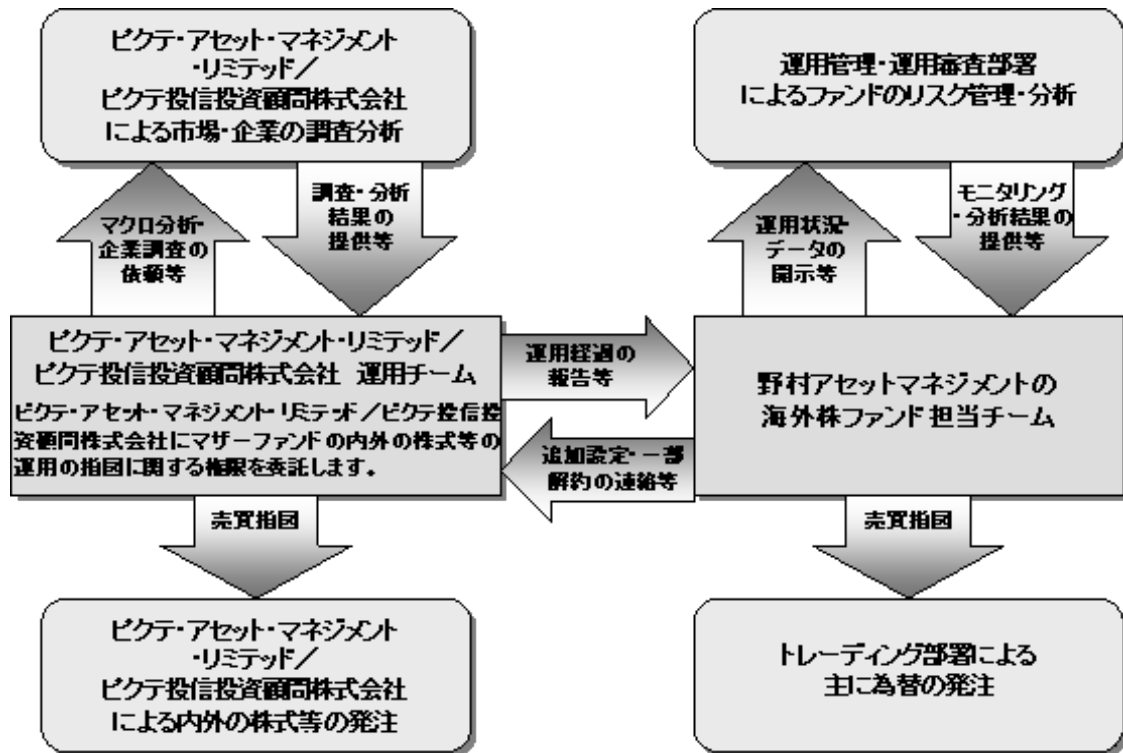 ピクテ・アセット・マネジメント
・リミテッド／
ピクテ投信投資顧問株式会社
による市場・企業の調査分析
運用管理・運用審査部署
によるファンドのリスク管理・分析
マクロ分析・
企業調査の
依頼等
調査・分析
結果の
提供等
運用状況・
データの
開示等
モニタリング
・分析結果の
提供等
ピクテ・アセット・マネジメント・リミテッド／
ピクテ投信投資顧問株式会社 運用チーム
ピクテ・アセット・マネジメント・リミテッド／ピクテ投信投
資顧問株式会社にマザーファンドの内外の株式等の
運用の指図に関する権限を委託します。
運用経過の
報告等
追加設定・一部
解約の連絡等
野村アセットマネジメントの
海外株ファンド担当チーム
売買指図
売買指図
ピクテ・アセット・マネジメント
・リミテッド／
ピクテ投信投資顧問株式会社
による内外の株式等の発注
トレーディング部署による
主に為替の発注